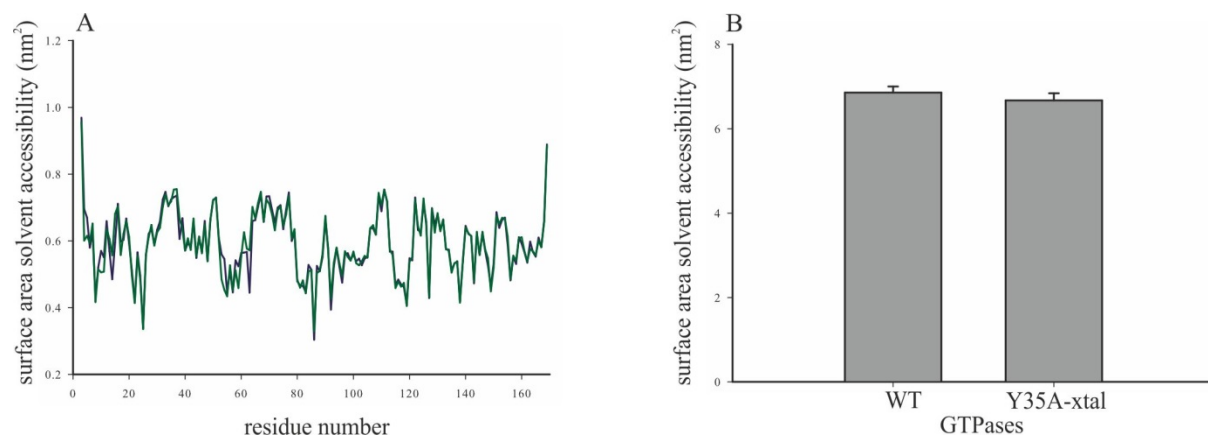 A
surface area solvent accessibility (nm²)
1.2
1.0
0.8
0.6
0.4
0.2
0 20 40 60 80 100 120 140 160
residue number
B
surface area solvent accessibility (nm²)
8
6
4
2
0
WT Y35A-xtal
GTPases